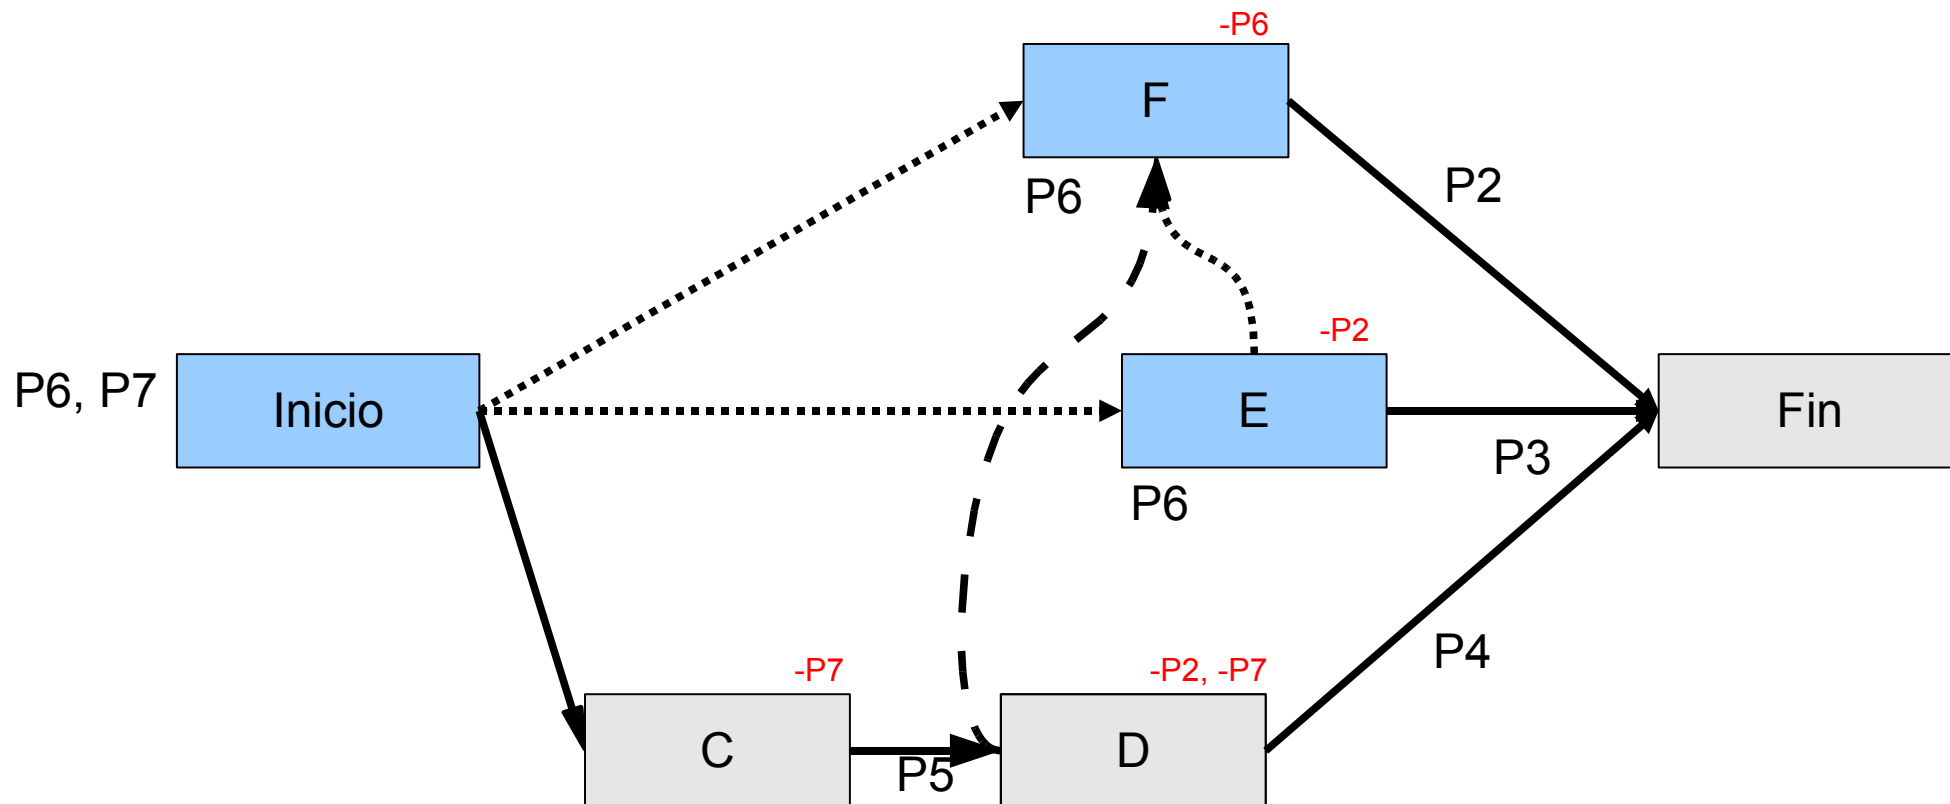 -P6
F
P6
P2
-P2
P6, P7
Inicio
E
Fin
P3
P6
P4
-P7
-P2, -P7
C
P5
D